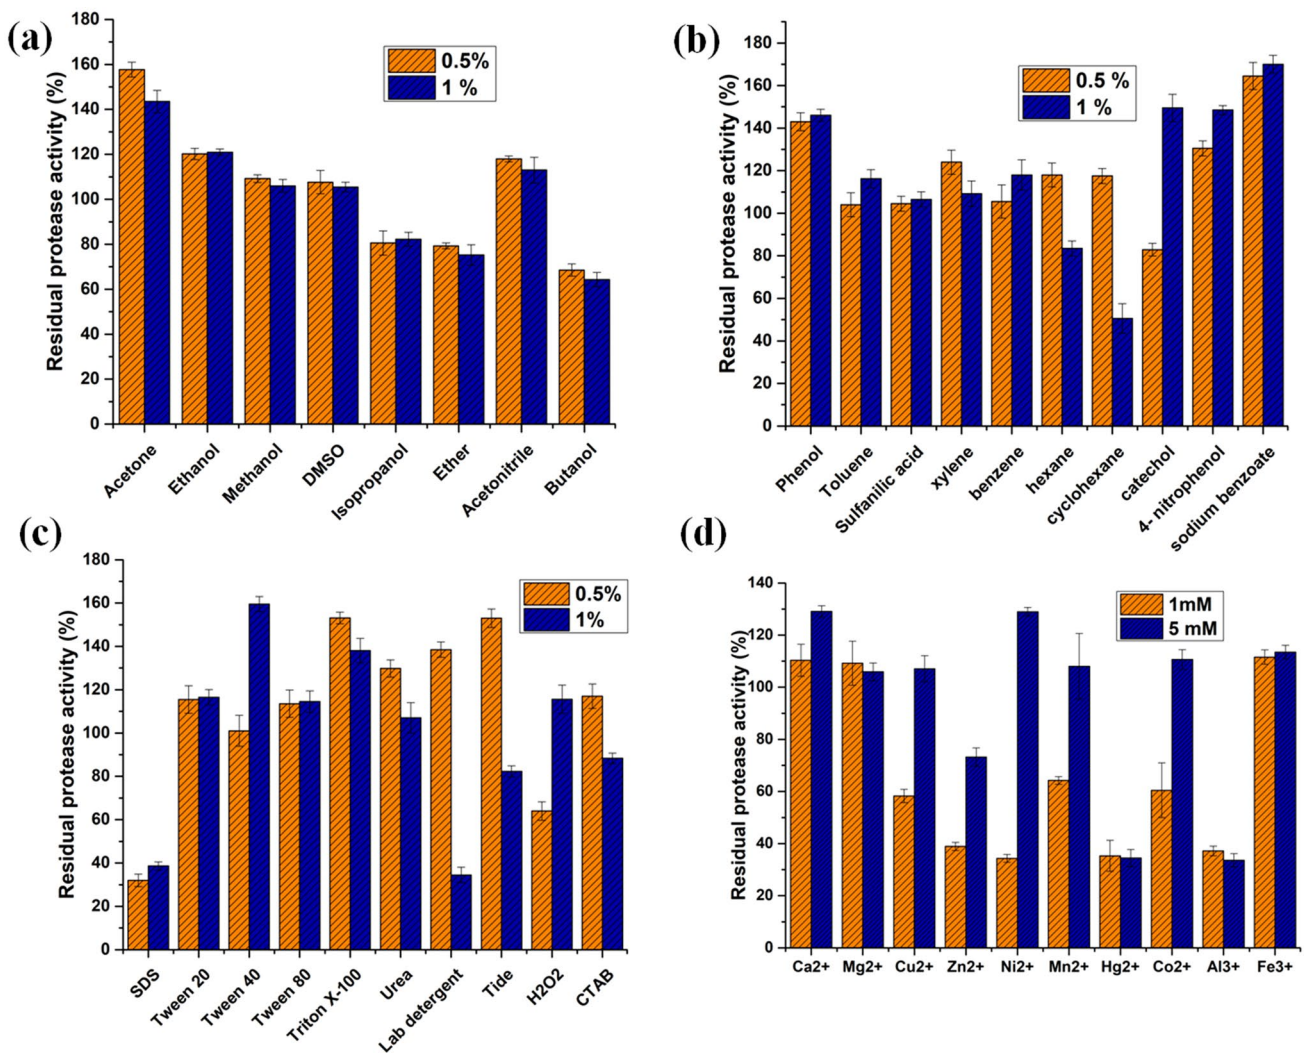 (a)
Residual protease activity (%)
180
160
140
120
100
80
60
40
20
0
0.5%
1 %
Acetone
Ethanol
Methanol
DMSO
Isopropanol
Ether
Acetonitrile
Butanol
(b)
Residual protease activity (%)
180
160
140
120
100
80
60
40
20
0
0.5 %
1 %
Phenol
Toluene
Sulfanilic acid
xylene
benzene
hexane
cyclohexane
catechol
4- nitrophenol
sodium benzoate
(c)
Residual protease activity (%)
180
160
140
120
100
80
60
40
20
0
0.5%
1%
SDS
Tween 20
Tween 40
Tween 80
Triton X-100
Urea
Lab detergent
Tide
H2O2
CTAB
(d)
Residual protease activity (%)
140
120
100
80
60
40
20
0
1mM
5 mM
Ca2+
Mg2+
Cu2+
Zn2+
Ni2+
Mn2+
Hg2+
Co2+
Al3+
Fe3+